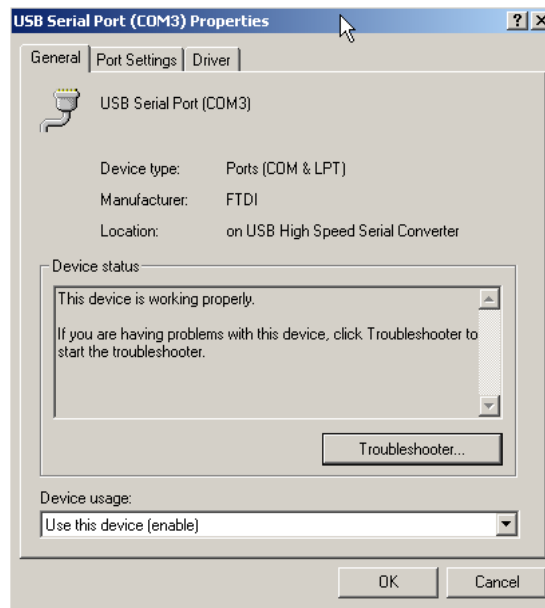 USB Serial Port (COM3) Properties
General Port Settings Driver
USB Serial Port (COM3)
Device type: Ports (COM & LPT)
Manufacturer: FTDI
Location: on USB High Speed Serial Converter
Device status
This device is working properly.
If you are having problems with this device, click Troubleshooter to
start the troubleshooter.
Troubleshooter...
Device usage:
Use this device (enable)
OK Cancel